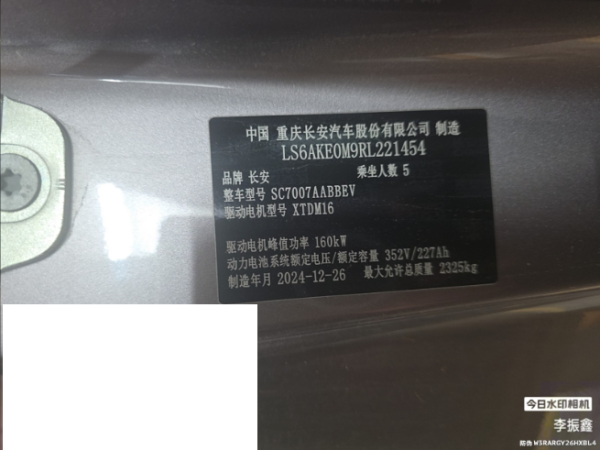 中国 重庆长安汽车股份有限公司 制造
LS6AKE0M9RL221454
品牌 长安 乘坐人数 5
整车型号 SC7007AABBEV
驱动电机型号 XTDM16
驱动电机峰值功率 160kW
动力电池系统额定电压/额定容量 352V/227Ah
制造年月 2024-12-26 最大允许总质量 2325kg
今日水印相机
李振鑫
防伪 W5RARGY26HXBL4